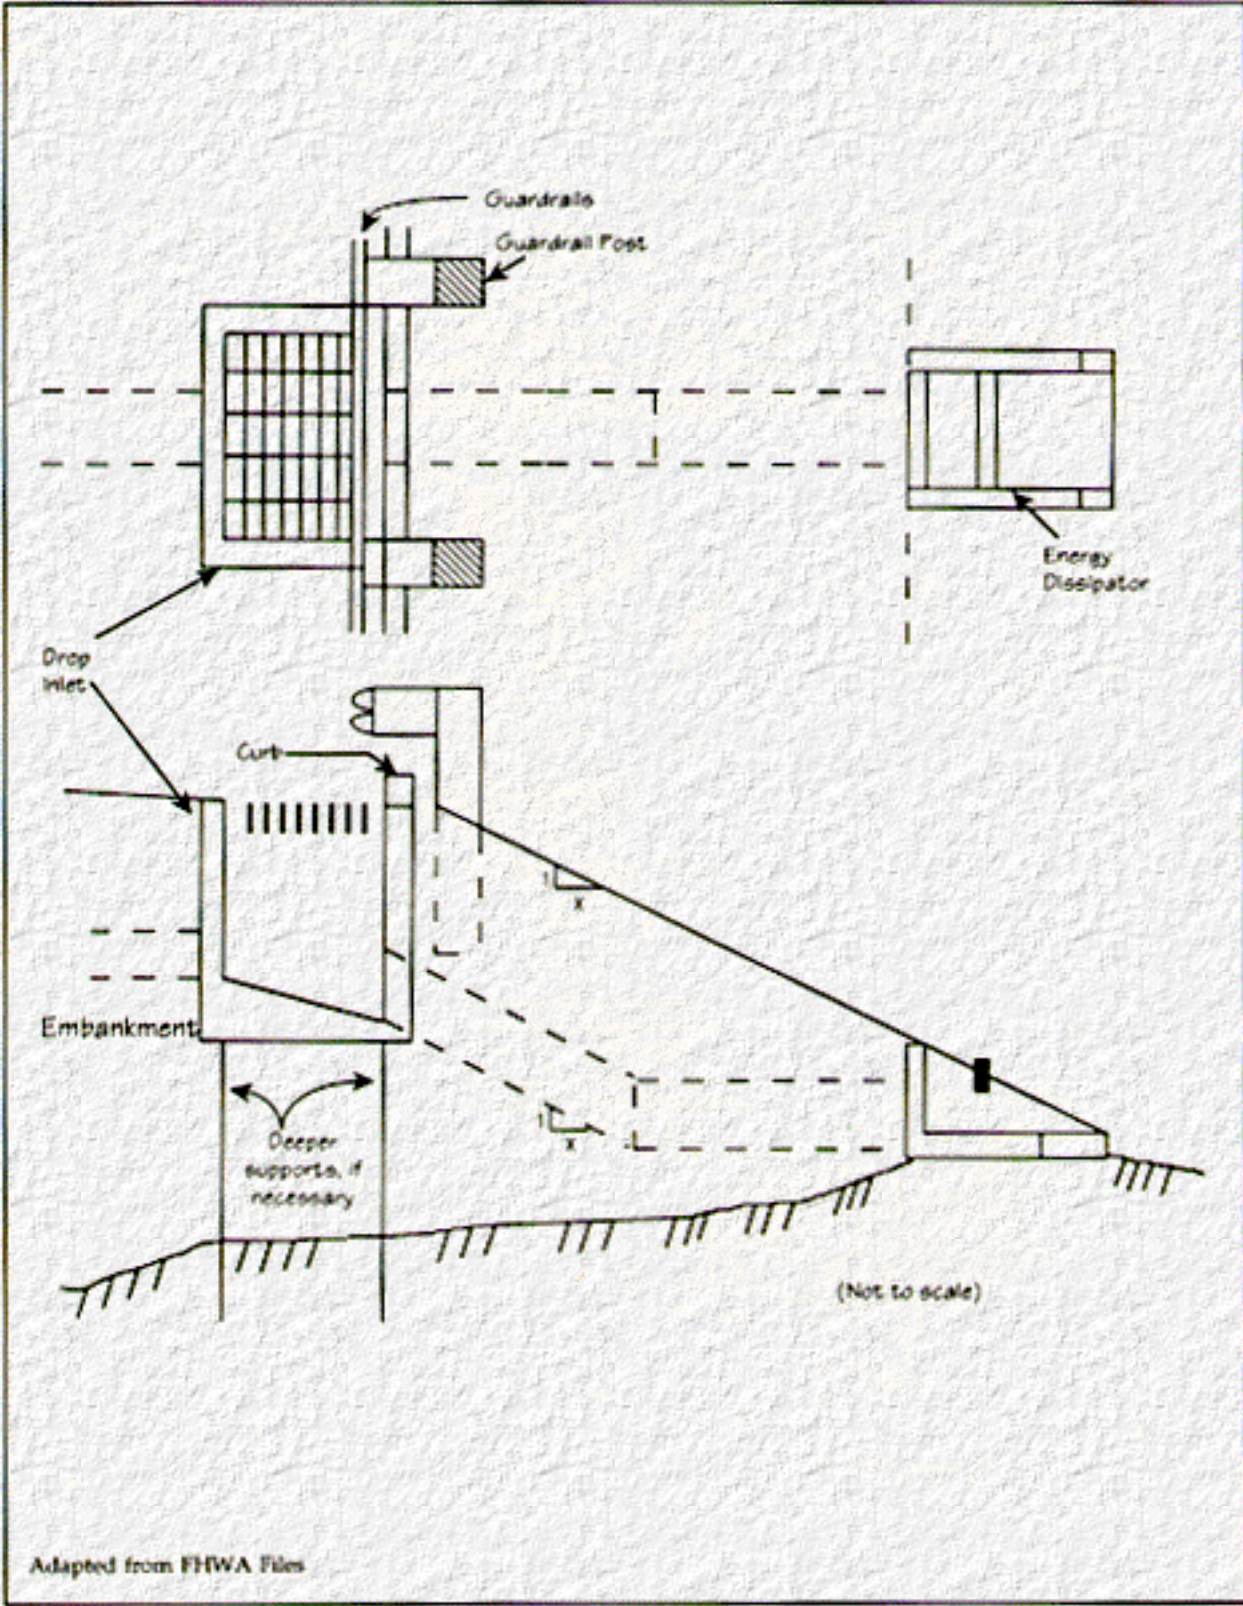 Guardrails
Guardrail Post
Energy
Dissipator
Drop
Inlet
Curb
1
x
Embankment
1
x
Deeper
supports, if
necessary
(Not to scale)
Adapted from FHWA Files